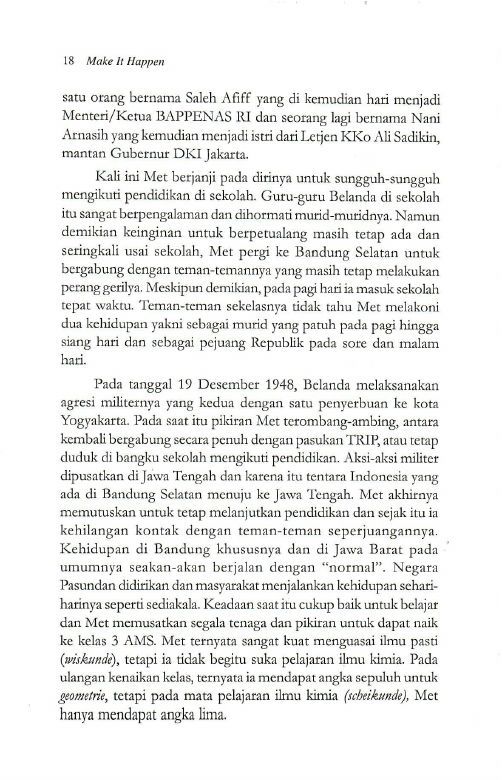 18 Make It Happen
satu orang bernama Saleh Afiff yang di kemudian hari menjadi
Menteri/Ketua BAPPENAS RI dan seorang lagi bernama Nani
Arnasih yang kemudian menjadi istri dari Letjen KKo Ali Sadikin,
mantan Gubernur DKI Jakarta.
Kali ini Met berjanji pada dirinya untuk sungguh-sungguh
mengikuti pendidikan di sekolah. Guru-guru Belanda di sekolah
itu sangat berpengalaman dan dihormati murid-muridnya. Namun
demikian keinginan untuk berpetualang masih tetap ada dan
seringkali usai sekolah, Met pergi ke Bandung Selatan untuk
bergabung dengan teman-temannya yang masih tetap melakukan
perang gerilya. Meskipun demikian, pada pagi hari ia masuk sekolah
tepat waktu. Teman-teman sekelasnya tidak tahu Met melakoni
dua kehidupan yakni sebagai murid yang patuh pada pagi hingga
siang hari dan sebagai pejuang Republik pada sore dan malam
hari.
Pada tanggal 19 Desember 1948, Belanda melaksanakan
agresi militernya yang kedua dengan satu penyerbuan ke kota
Yogyakarta. Pada saat itu pikiran Met terombang-ambing, antara
kembali bergabung secara penuh dengan pasukan TRIP, atau tetap
duduk di bangku sekolah mengikuti pendidikan. Aksi-aksi militer
dipusatkan di Jawa Tengah dan karena itu tentara Indonesia yang
ada di Bandung Selatan menuju ke Jawa Tengah. Met akhirnya
memutuskan untuk tetap melanjutkan pendidikan dan sejak itu ia
kehilangan kontak dengan teman-teman seperjuangannya.
Kehidupan di Bandung khususnya dan di Jawa Barat pada
umumnya seakan-akan berjalan dengan “normal”. Negara
Pasundan didirikan dan masyarakat menjalankan kehidupan sehari-
harinya seperti sediakala. Keadaan saat itu cukup baik untuk belajar
dan Met memusatkan segala tenaga dan pikiran untuk dapat naik
ke kelas 3 AMS. Met ternyata sangat kuat menguasai ilmu pasti
(wiskunde), tetapi ia tidak begitu suka pelajaran ilmu kimia. Pada
ulangan kenaikan kelas, ternyata ia mendapat angka sepuluh untuk
geometrie, tetapi pada mata pelajaran ilmu kimia (scheikunde), Met
hanya mendapat angka lima.